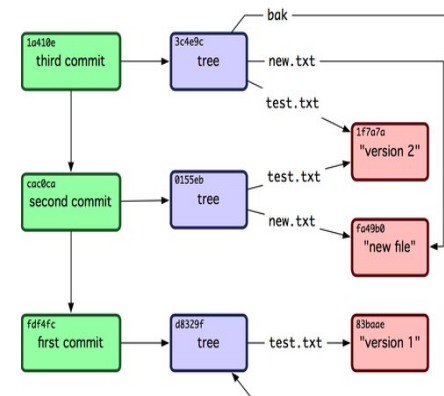 bak
1a410e
third commit
3c4e9c
tree
new.txt
test.txt
1f7a7a
"version 2"
cac0ca
second commit
0155eb
tree
test.txt
new.txt
fa49b0
"new file"
fdf4fc
first commit
d8329f
tree
test.txt
83baae
"version 1"